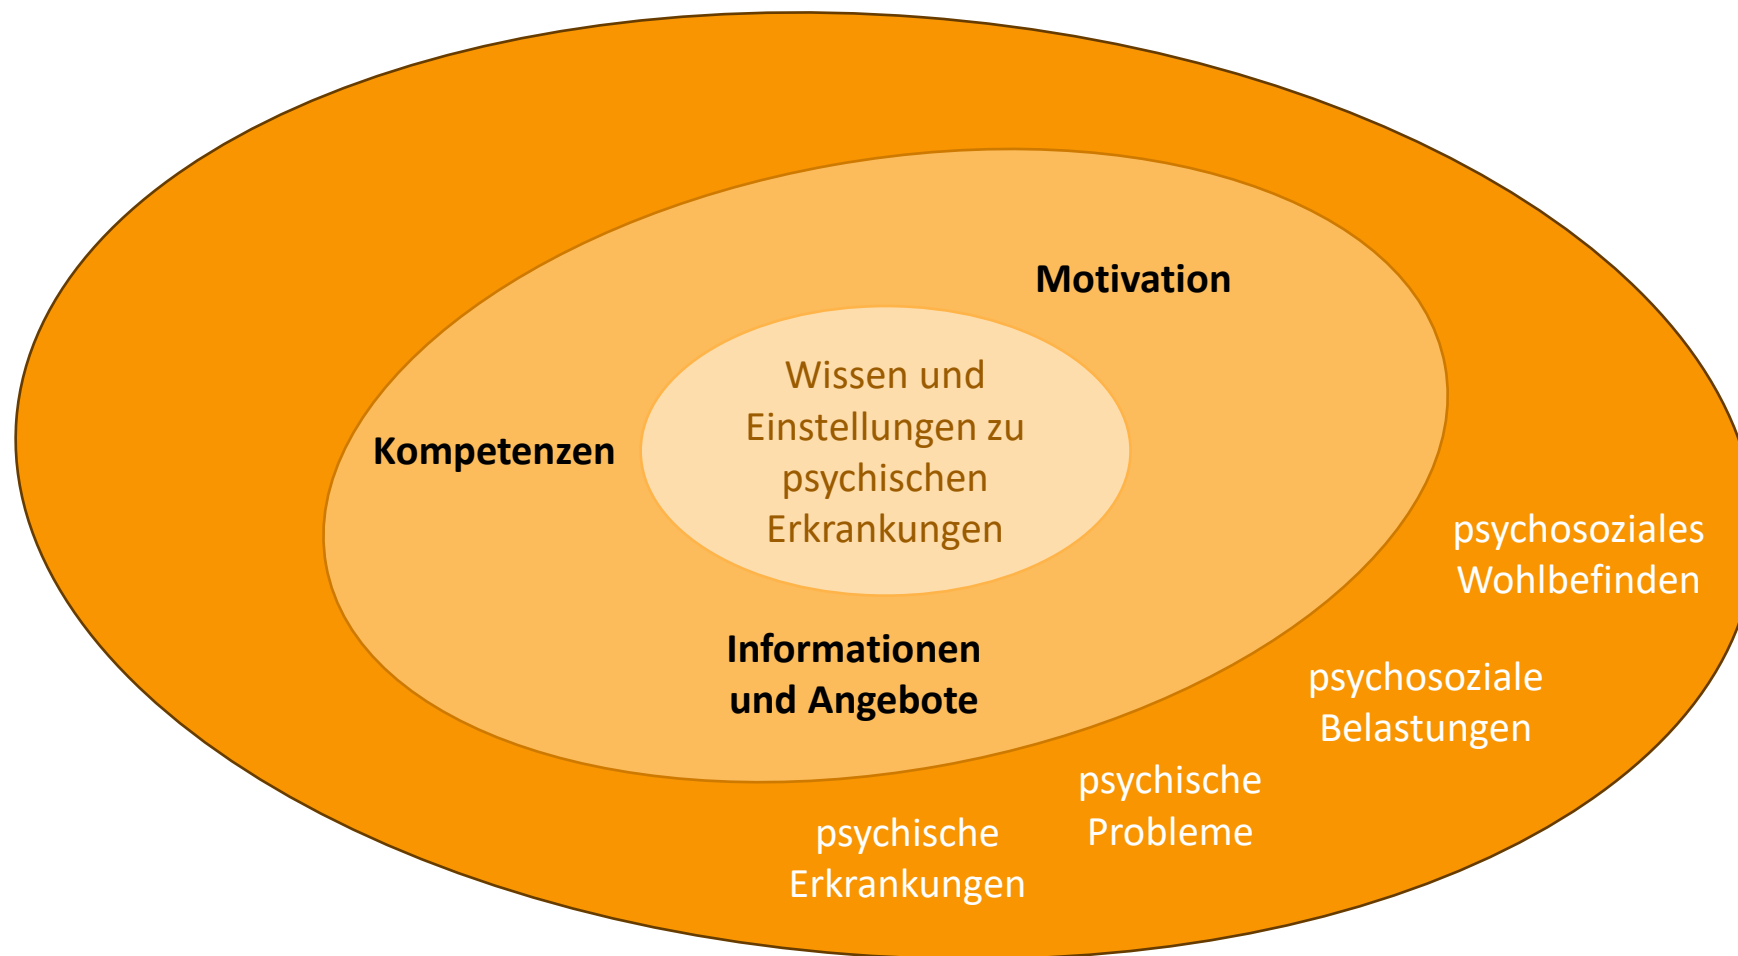 Motivation
Wissen und
Einstellungen zu
psychischen
Erkrankungen
Kompetenzen
psychosoziales
Wohlbefinden
Informationen
und Angebote
psychosoziale
Belastungen
psychische
Probleme
psychische
Erkrankungen